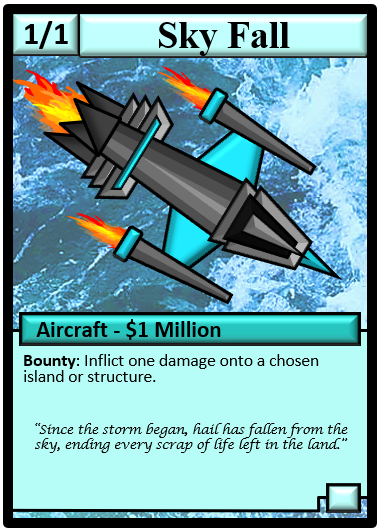 1/1 Sky Fall
Aircraft - $1 Million
Bounty: Inflict one damage onto a chosen
island or structure.
“Since the storm began, hail has fallen from the
sky, ending every scrap of life left in the land.”